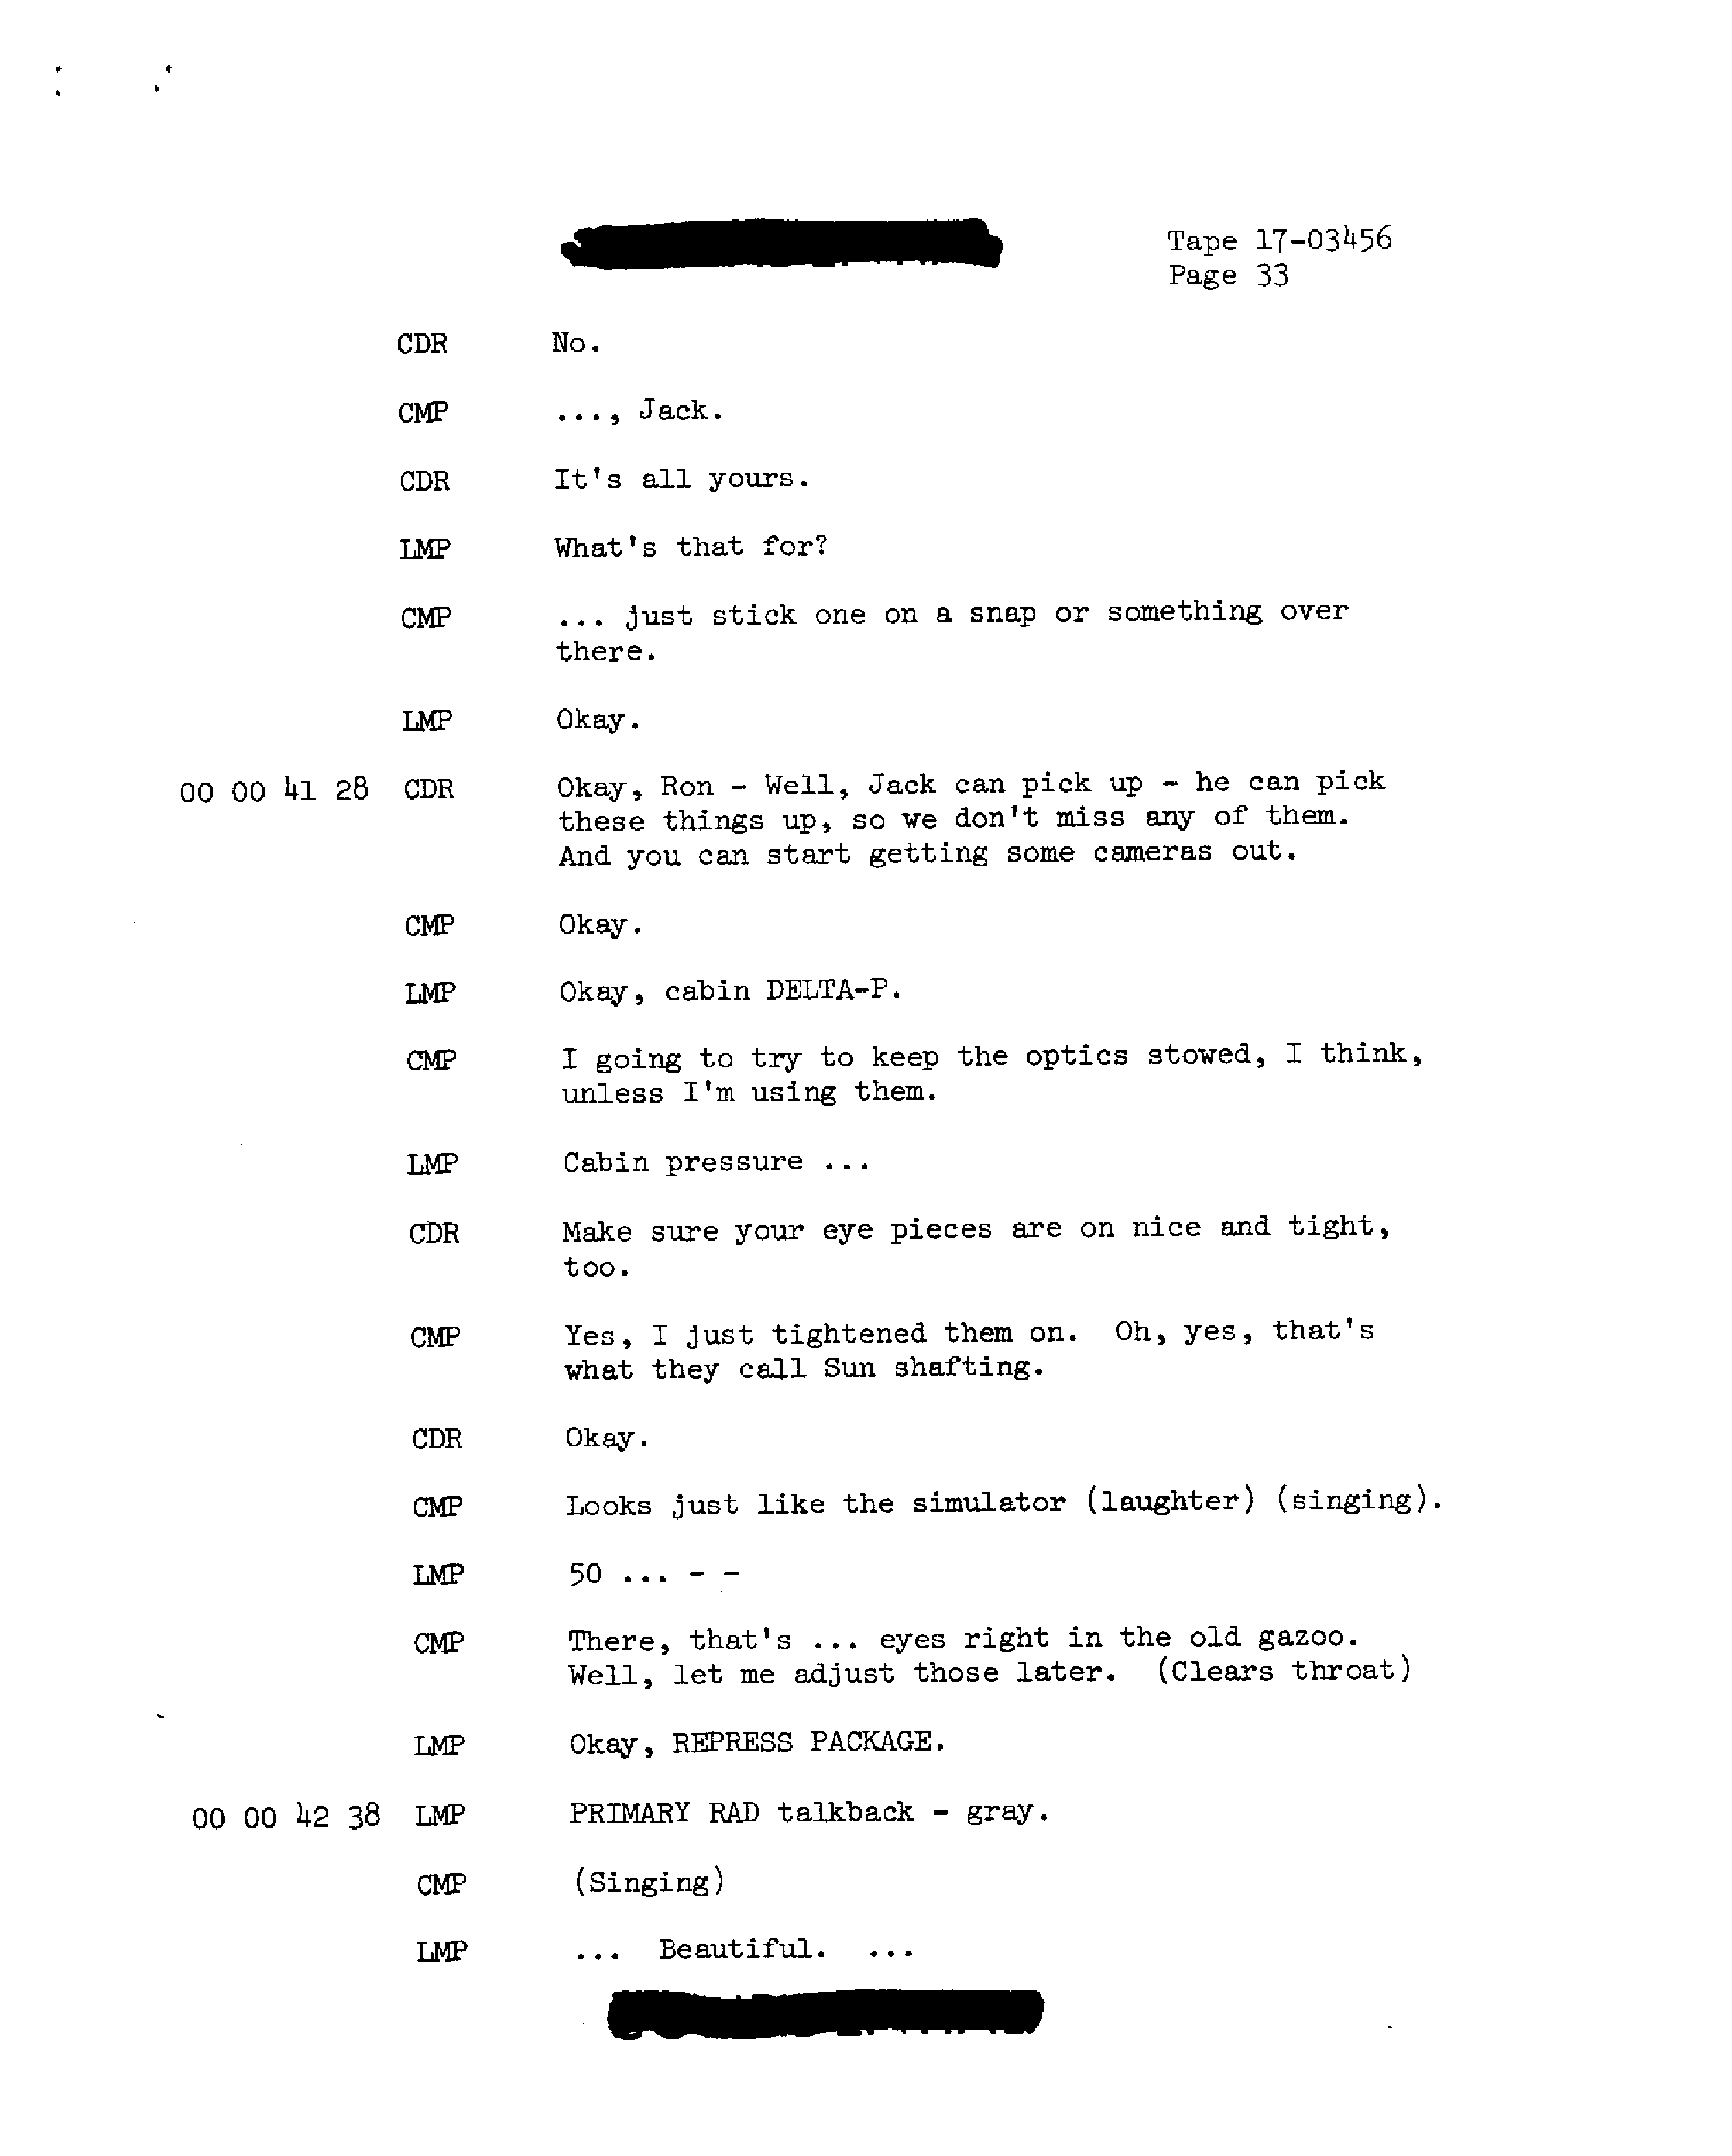 Tape 17-03456
Page 33
CDR No.
CMP ..., Jack.
CDR It's all yours.
LMP What's that for?
CMP ... just stick one on a snap or something over
there.
LMP Okay.
00 00 41 28 CDR Okay, Ron - Well, Jack can pick up - he can pick
these things up, so we don't miss any of them.
And you can start getting some cameras out.
CMP Okay.
LMP Okay, cabin DELTA-P.
CMP I going to try to keep the optics stowed, I think,
unless I'm using them.
LMP Cabin pressure ...
CDR Make sure your eye pieces are on nice and tight,
too.
CMP Yes, I just tightened them on. Oh, yes, that's
what they call Sun shafting.
CDR Okay.
CMP Looks just like the simulator (laughter) (singing).
LMP 50 ... - -
CMP There, that's ... eyes right in the old gazoo.
Well, let me adjust those later. (Clears throat)
LMP Okay, REPRESS PACKAGE.
00 00 42 38 LMP PRIMARY RAD talkback - gray.
CMP (Singing)
LMP ... Beautiful. ...